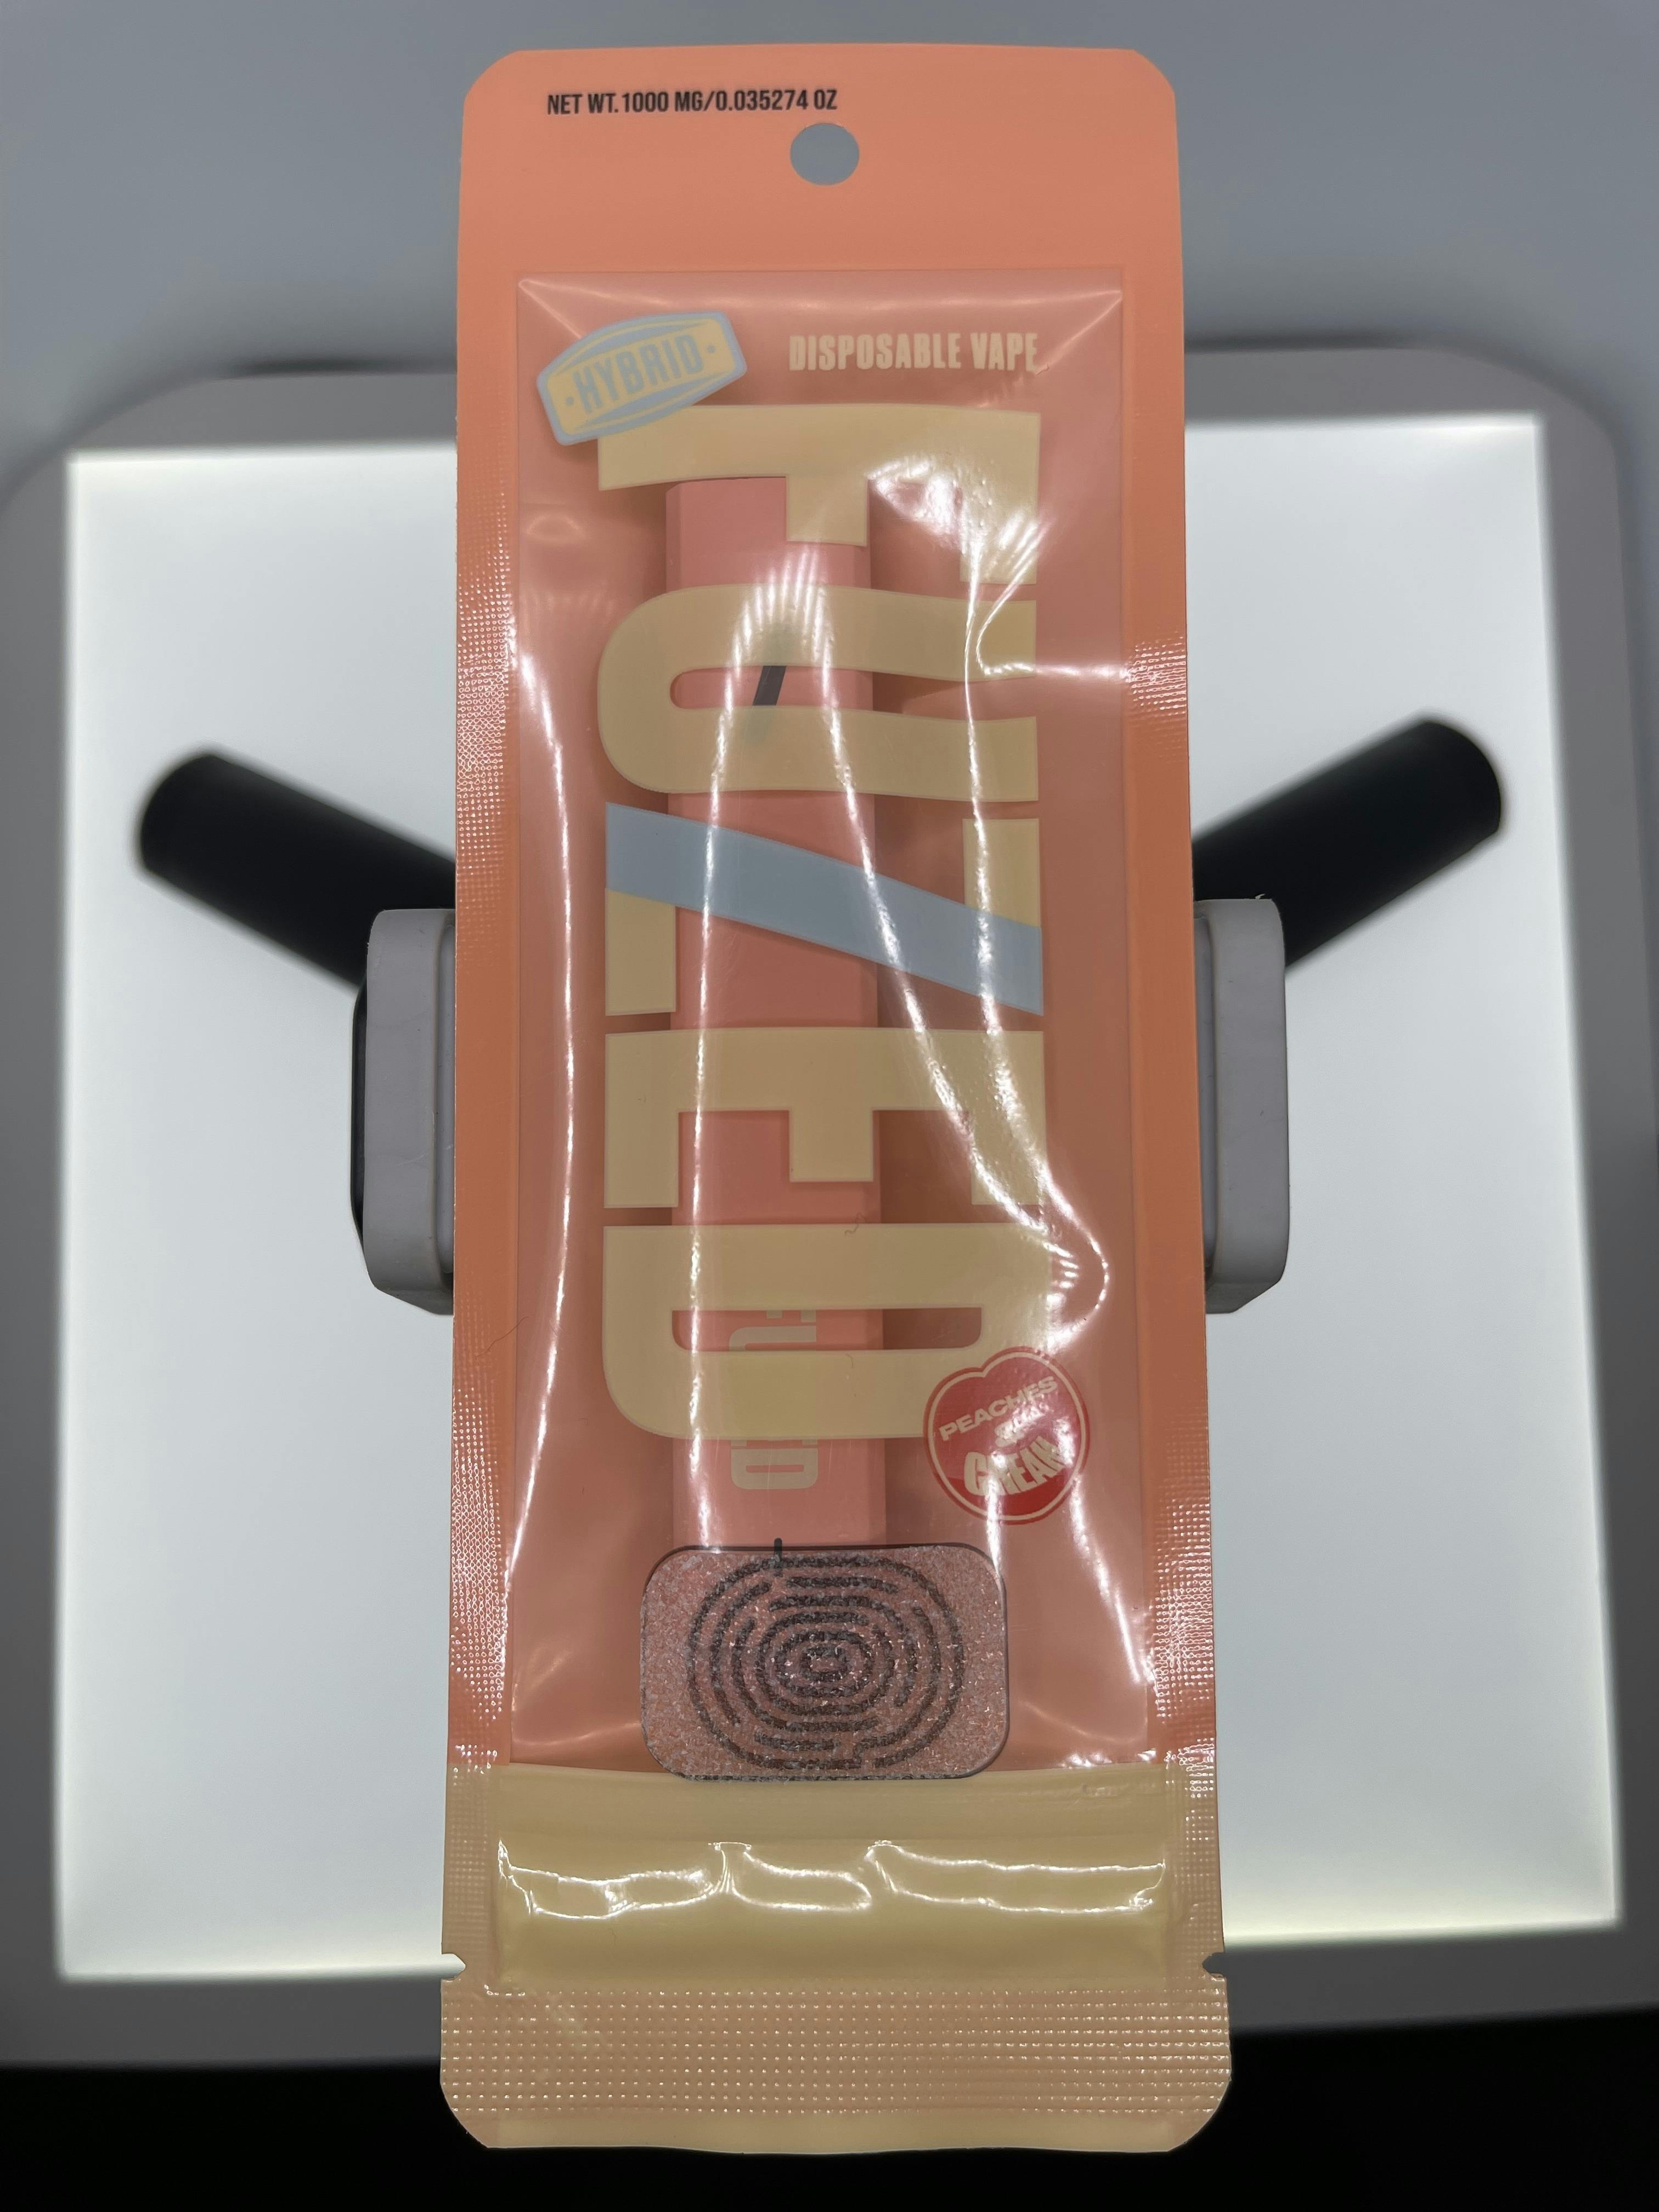 NET WT. 1000 MG/0.035274 OZ
HYBRID
DISPOSABLE VAPE
FUZED
PEACHES
&
CREAM